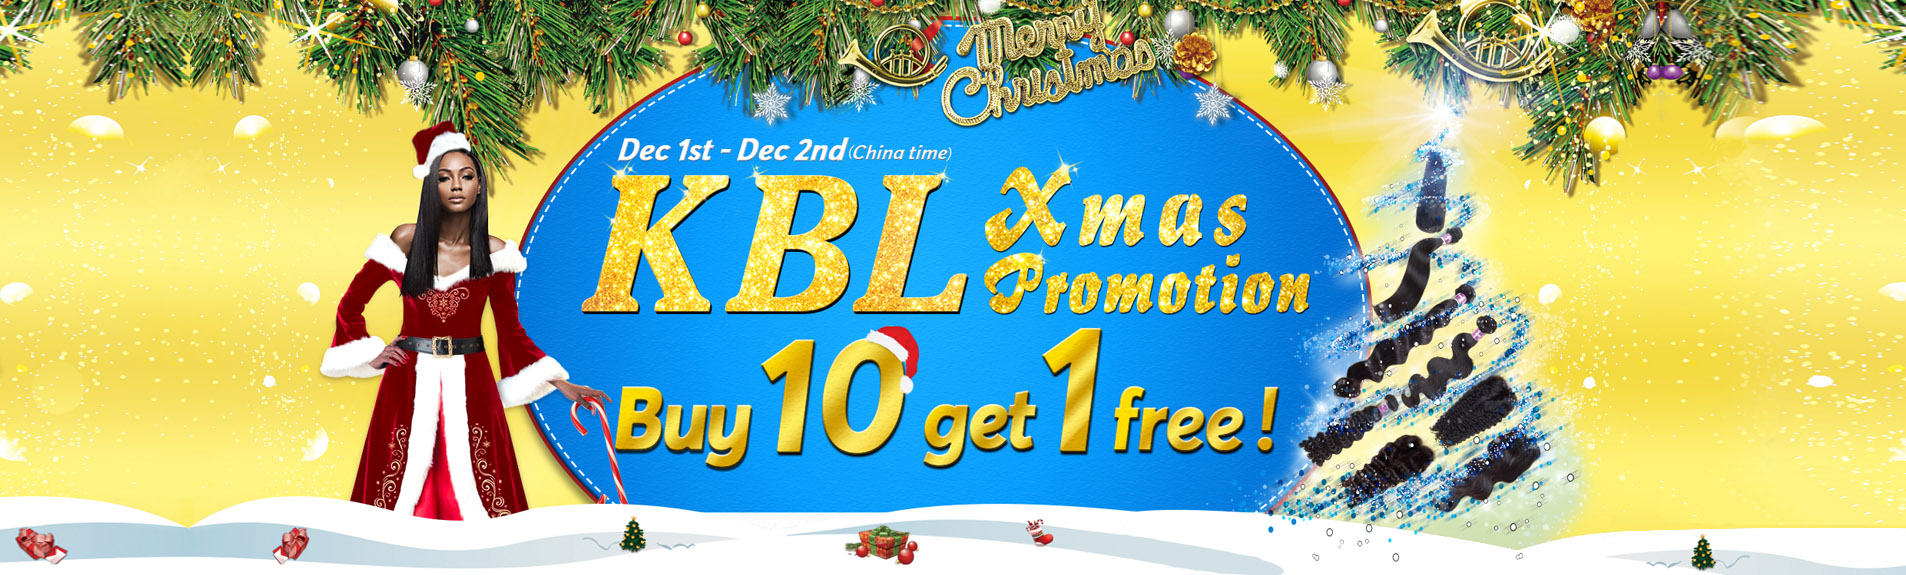 Merry
Christmas
Dec 1st - Dec 2nd (China time)
KBL Xmas
Promotion
Buy 10 get 1 free!